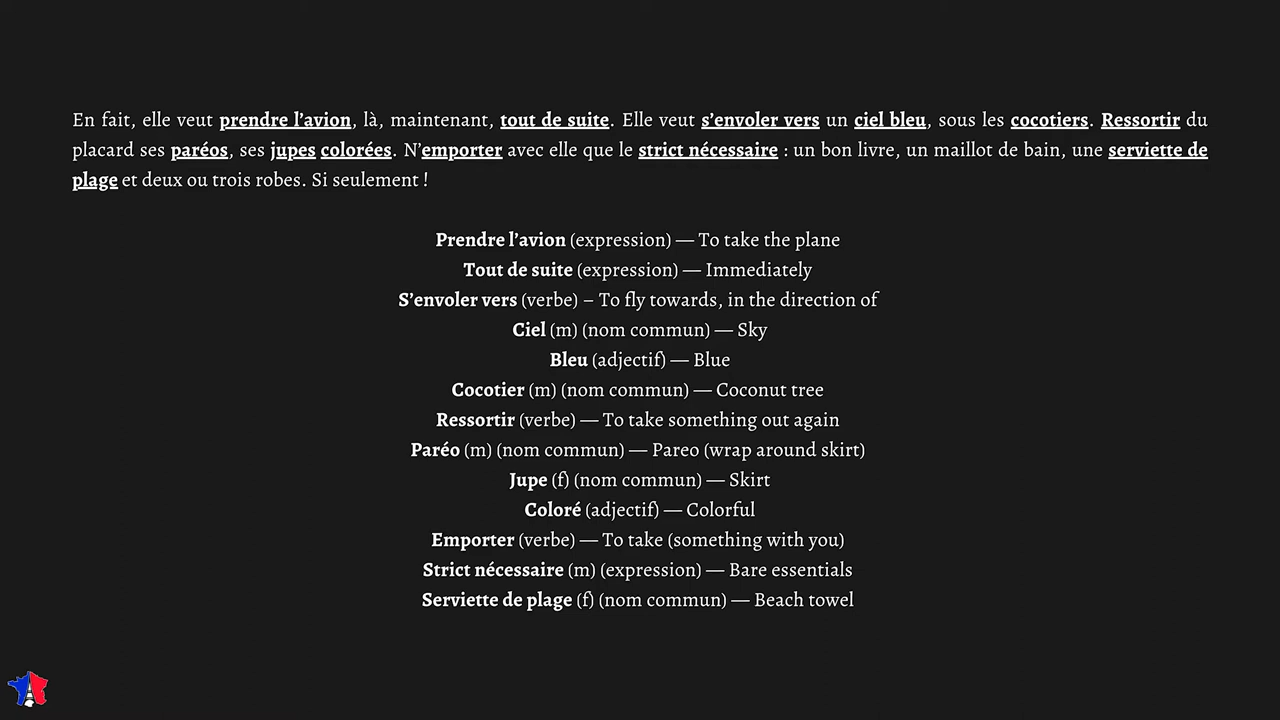 En fait, elle veut prendre l’avion, là, maintenant, tout de suite. Elle veut s’envoler vers un ciel bleu, sous les cocotiers. Ressortir du
placard ses paréos, ses jupes colorées. N’emporter avec elle que le strict nécessaire : un bon livre, un maillot de bain, une serviette de
plage et deux ou trois robes. Si seulement !
Prendre l’avion (expression) — To take the plane
Tout de suite (expression) — Immediately
S’envoler vers (verbe) – To fly towards, in the direction of
Ciel (m) (nom commun) — Sky
Bleu (adjectif) — Blue
Cocotier (m) (nom commun) — Coconut tree
Ressortir (verbe) — To take something out again
Paréo (m) (nom commun) — Pareo (wrap around skirt)
Jupe (f) (nom commun) — Skirt
Coloré (adjectif) — Colorful
Emporter (verbe) — To take (something with you)
Strict nécessaire (m) (expression) — Bare essentials
Serviette de plage (f) (nom commun) — Beach towel